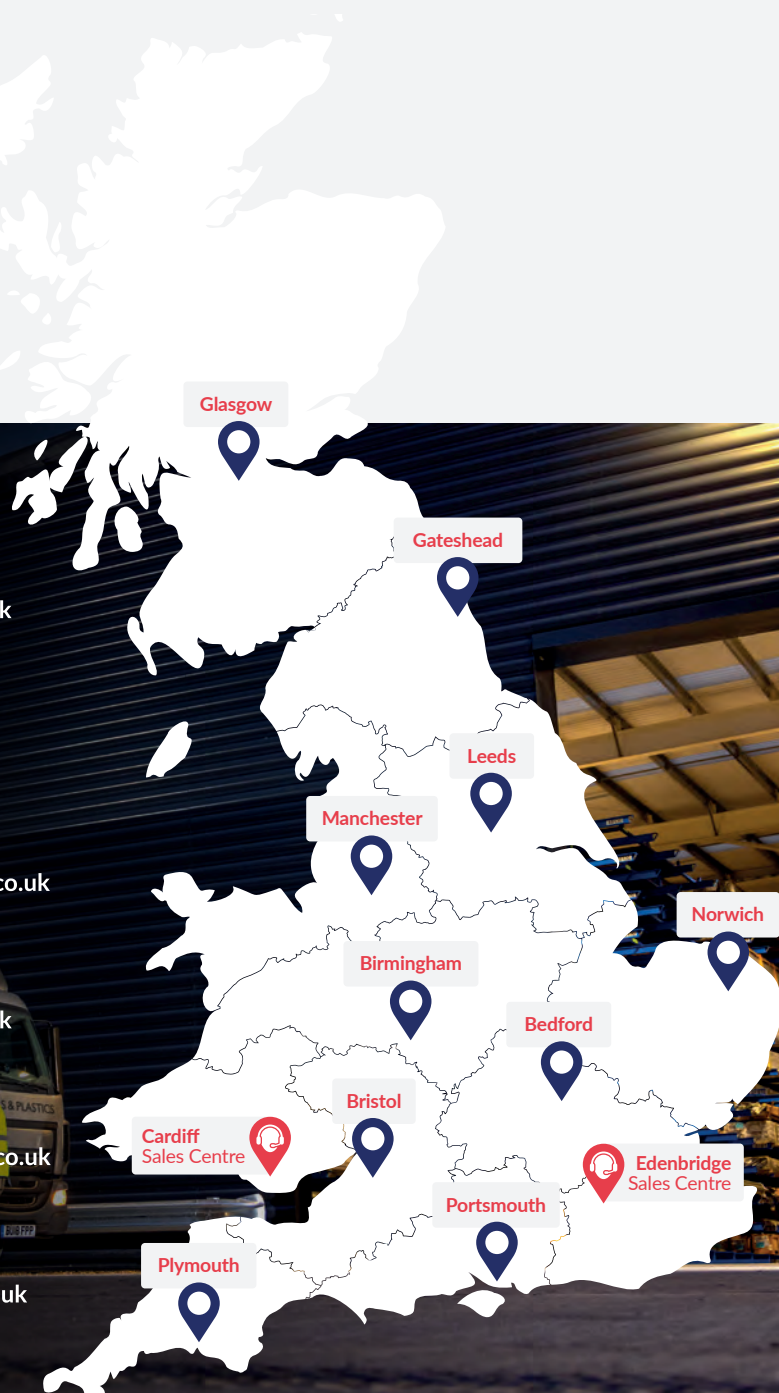 Glasgow
Gateshead
k
Leeds
Manchester
co.uk
Norwich
Birmingham
k
Bedford
Bristol
S & PLASTICS
Cardiff
Sales Centre
co.uk
Edenbridge
Sales Centre
Portsmouth
Plymouth
uk